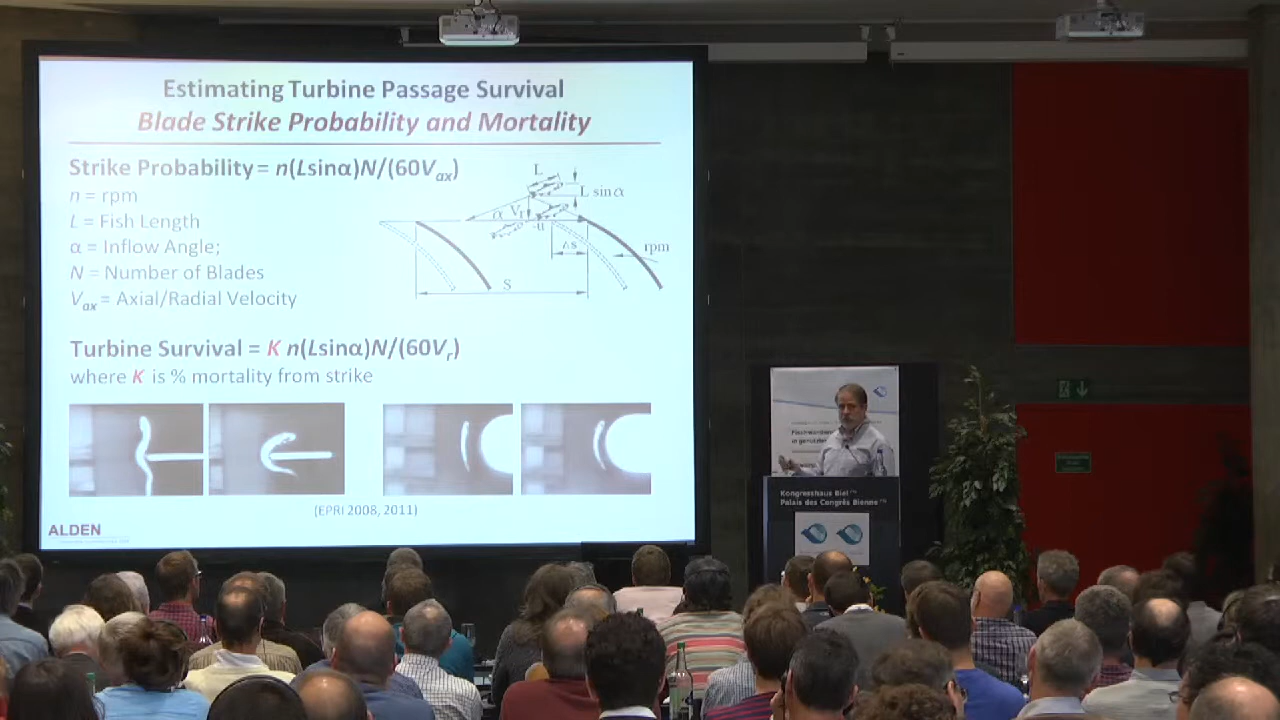 Estimating Turbine Passage Survival
Blade Strike Probability and Mortality
Strike Probability = n(Lsinα)N/(60Vax)
n = rpm
L = Fish Length
α = Inflow Angle;
N = Number of Blades
Vax = Axial/Radial Velocity
L
L sin α
α
Vr
Δs
rpm
S
Turbine Survival = K n(Lsinα)N/(60Vr)
where K is % mortality from strike
(EPRI 2008, 2011)
ALDEN
Kongresshaus Biel
Palais des Congrès Bienne